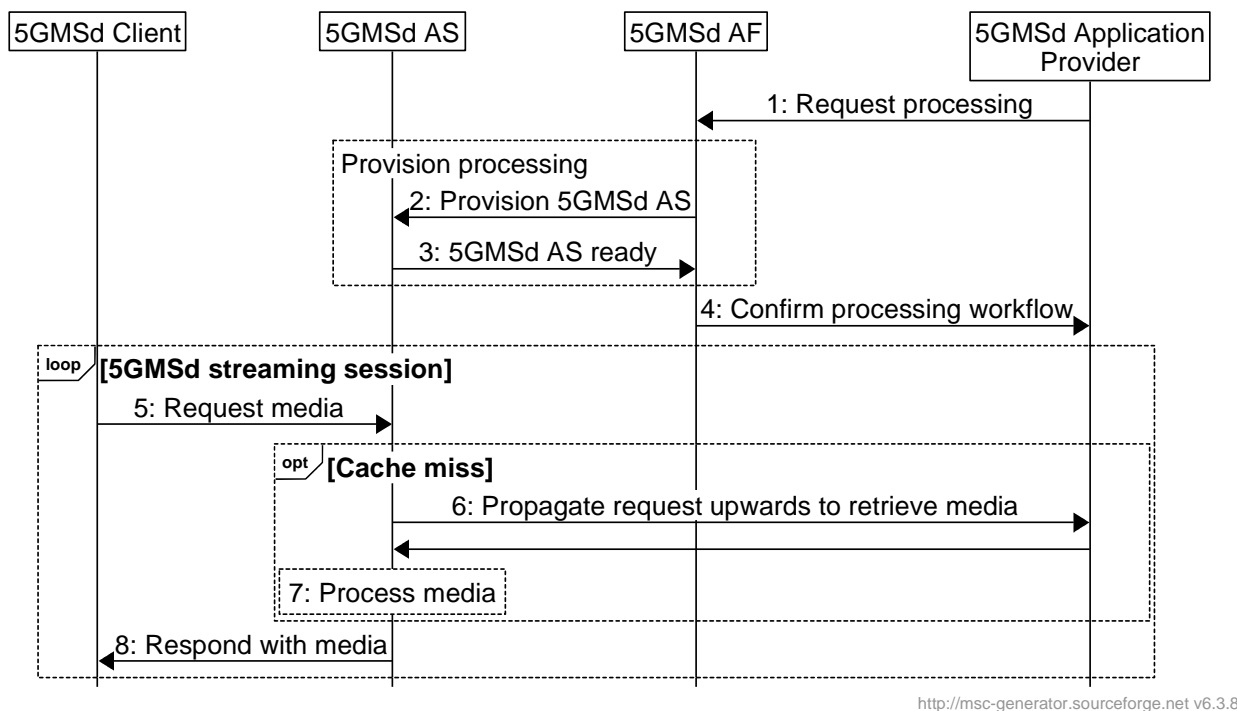 5GMSd Client
5GMSd AS
5GMSd AF
5GMSd Application
Provider
1: Request processing
Provision processing
2: Provision 5GMSd AS
3: 5GMSd AS ready
4: Confirm processing workflow
loop
[5GMSd streaming session]
5: Request media
opt
[Cache miss]
6: Propagate request upwards to retrieve media
7: Process media
8: Respond with media
http://msc-generator.sourceforge.net v6.3.8